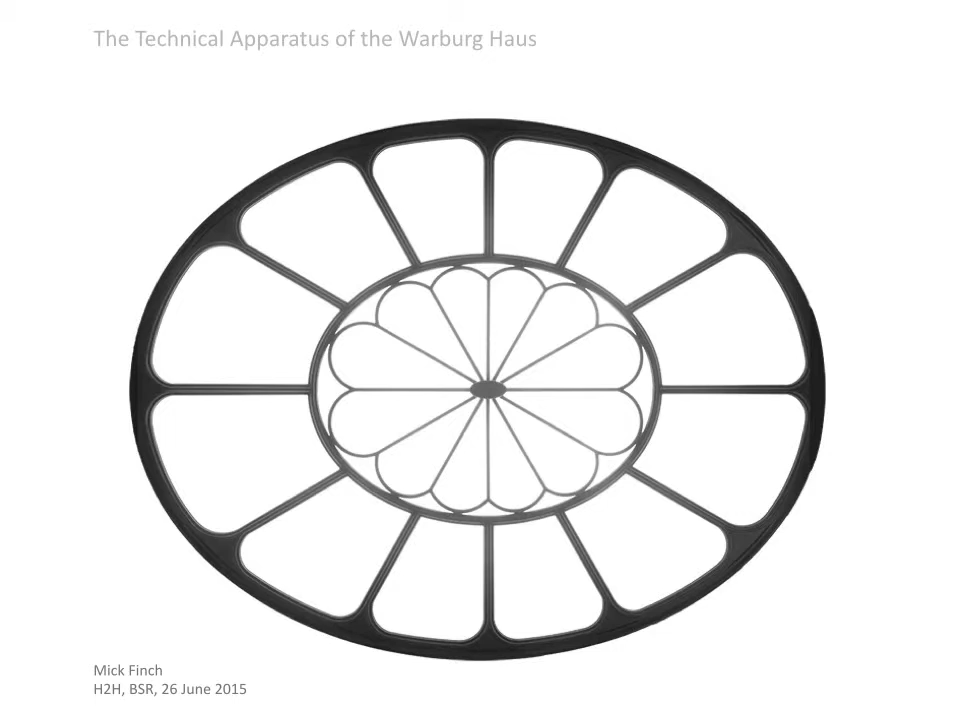 The Technical Apparatus of the Warburg Haus
Mick Finch
H2H, BSR, 26 June 2015